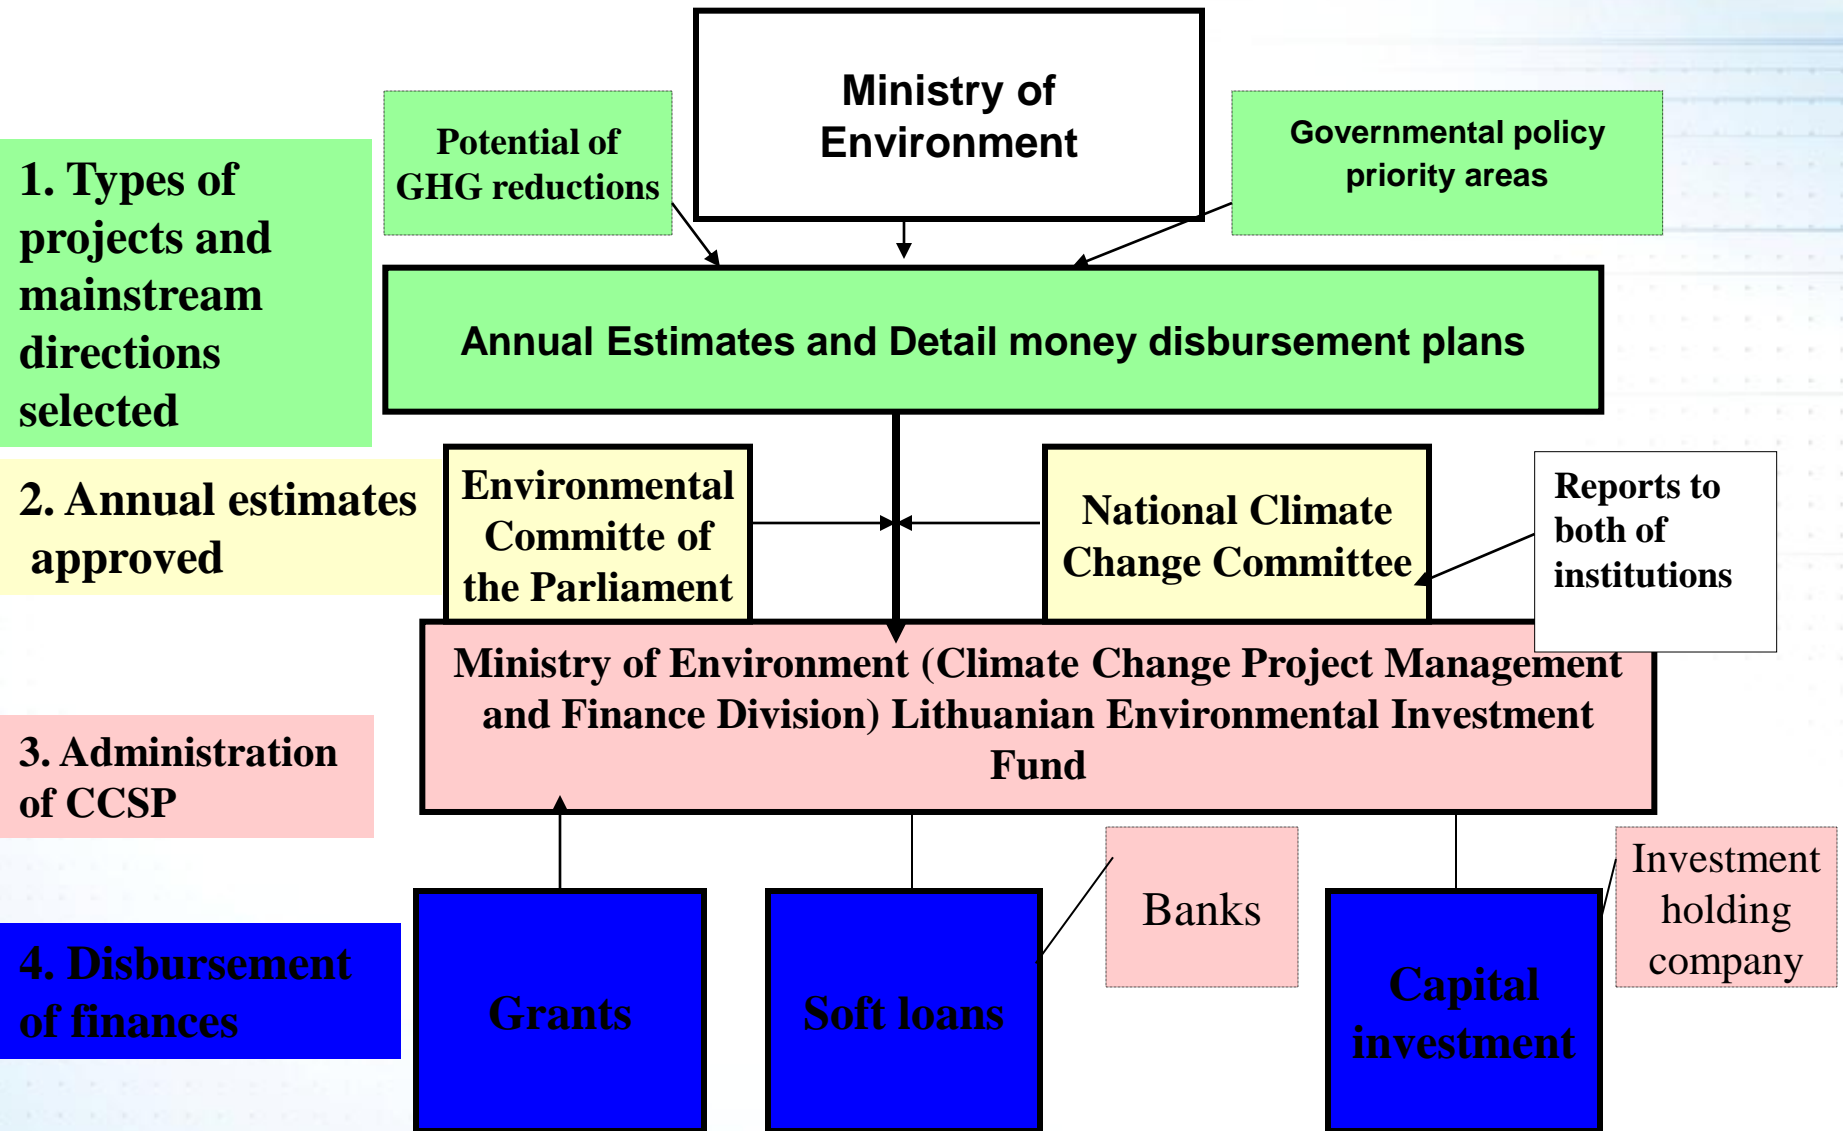 Ministry of
Environment
Potential of
GHG reductions
Governmental policy
priority areas
1. Types of
projects and
mainstream
directions
selected
Annual Estimates and Detail money disbursement plans
2. Annual estimates
approved
Environmental
Committe of
the Parliament
National Climate
Change Committee
Reports to
both of
institutions
Ministry of Environment (Climate Change Project Management
and Finance Division) Lithuanian Environmental Investment
Fund
3. Administration
of CCSP
Banks
Investment
holding
company
4. Disbursement
of finances
Grants
Soft loans
Capital
investment